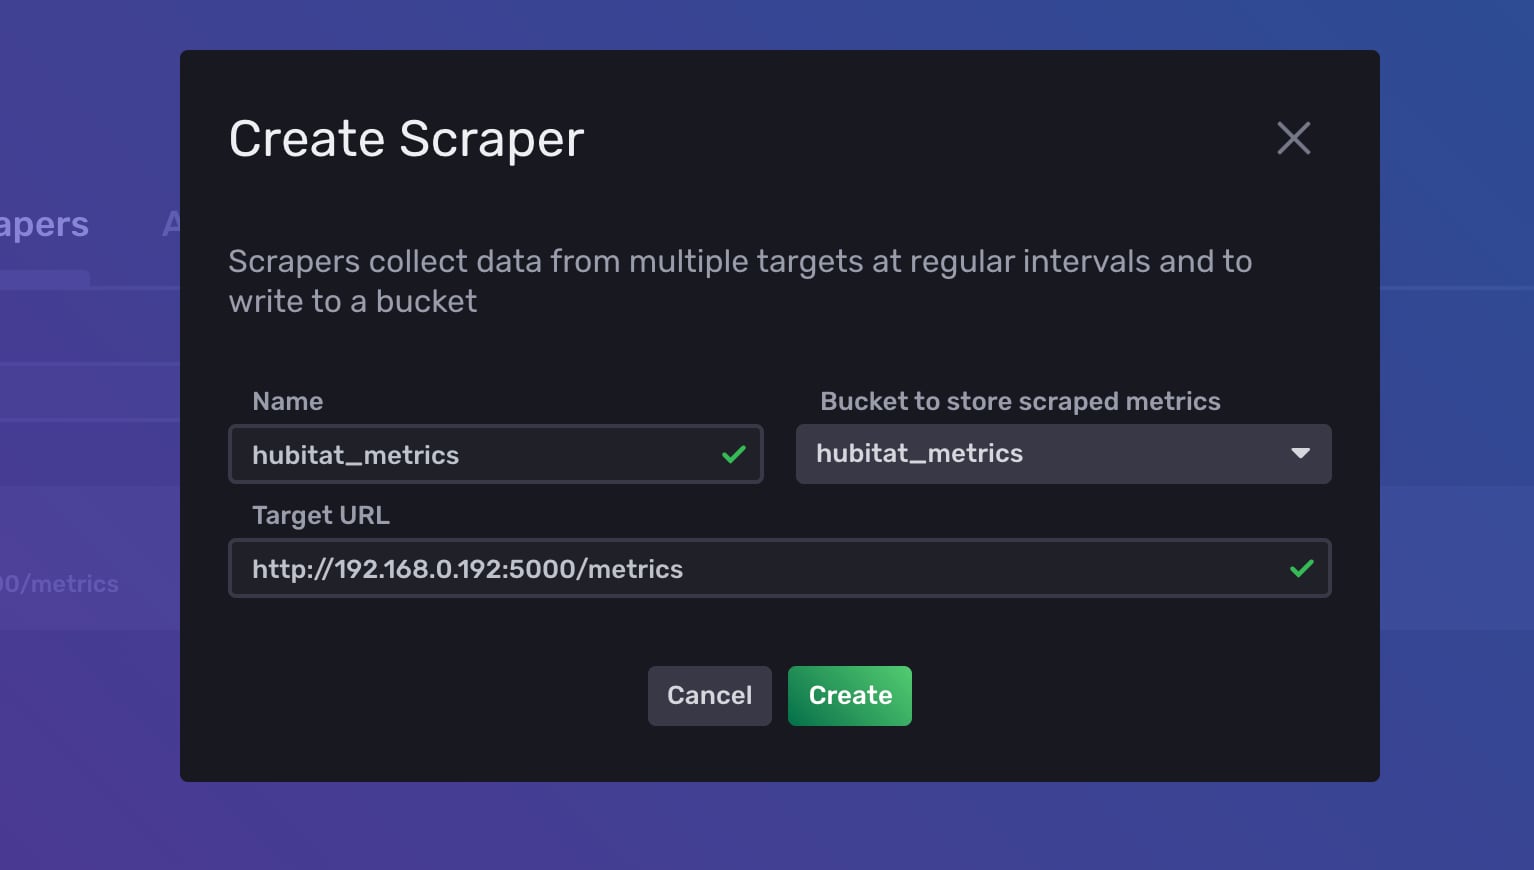 Create Scraper
apers
A
Scrapers collect data from multiple targets at regular intervals and to
write to a bucket
Name
Bucket to store scraped metrics
hubitat_metrics
hubitat_metrics
Target URL
http://192.168.0.192:5000/metrics
00/metrics
Cancel
Create